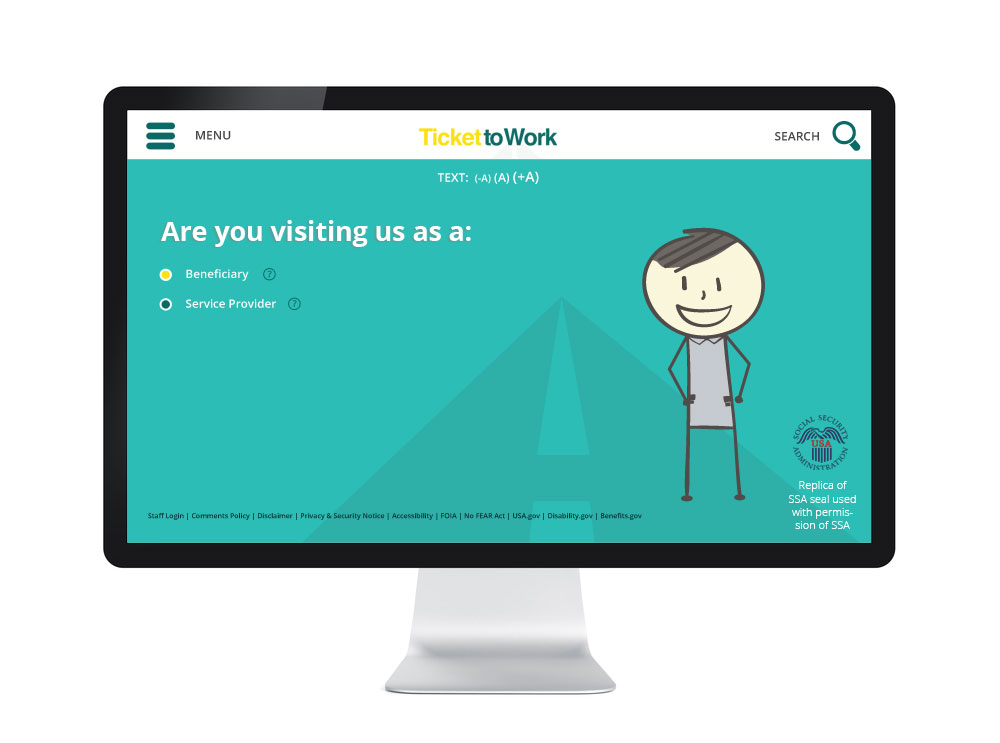 MENU
TickettoWork
SEARCH
TEXT: (-A) (A) (+A)
Are you visiting us as a:
Beneficiary ?
Service Provider ?
SOCIAL SECURITY
USA
ADMINISTRATION
Replica of
SSA seal used
with permis-
sion of SSA
Staff Login | Comments Policy | Disclaimer | Privacy & Security Notice | Accessibility | FOIA | No FEAR Act | USA.gov | Disability.gov | Benefits.gov